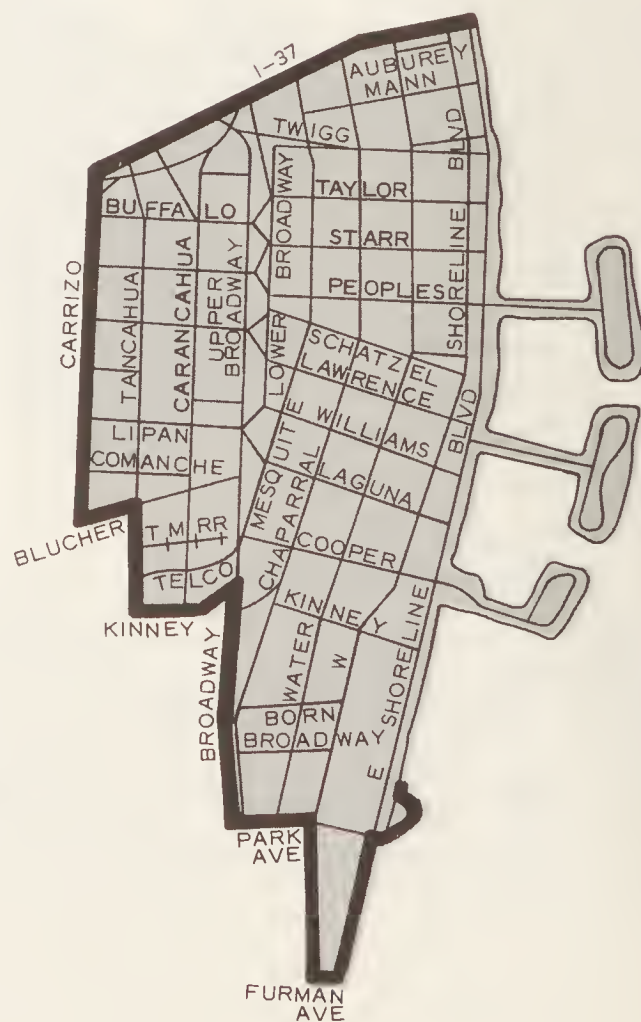 I-37
AUBUREY
MANN
TWIGG
BLVD
BROADWAY
TAYLOR
BUFFALO
STARR
SHORELINE
PEOPLES
CARRIZO
TANCAHUA
CARANCAHUA
UPPER
BROADWAY
LOWER
SCHATZEL
LAWRENCE
WILLIAMS
BLVD
LIPAN
COMANCHE
MESQUITE
CHAPARRAL
LAGUNA
BLUCHER
T M RR
COOPER
TELCO
KINNEY
KINNEY
BROADWAY
WATER
W
E SHORELINE
BORN
BROADWAY
PARK
AVE
FURMAN
AVE